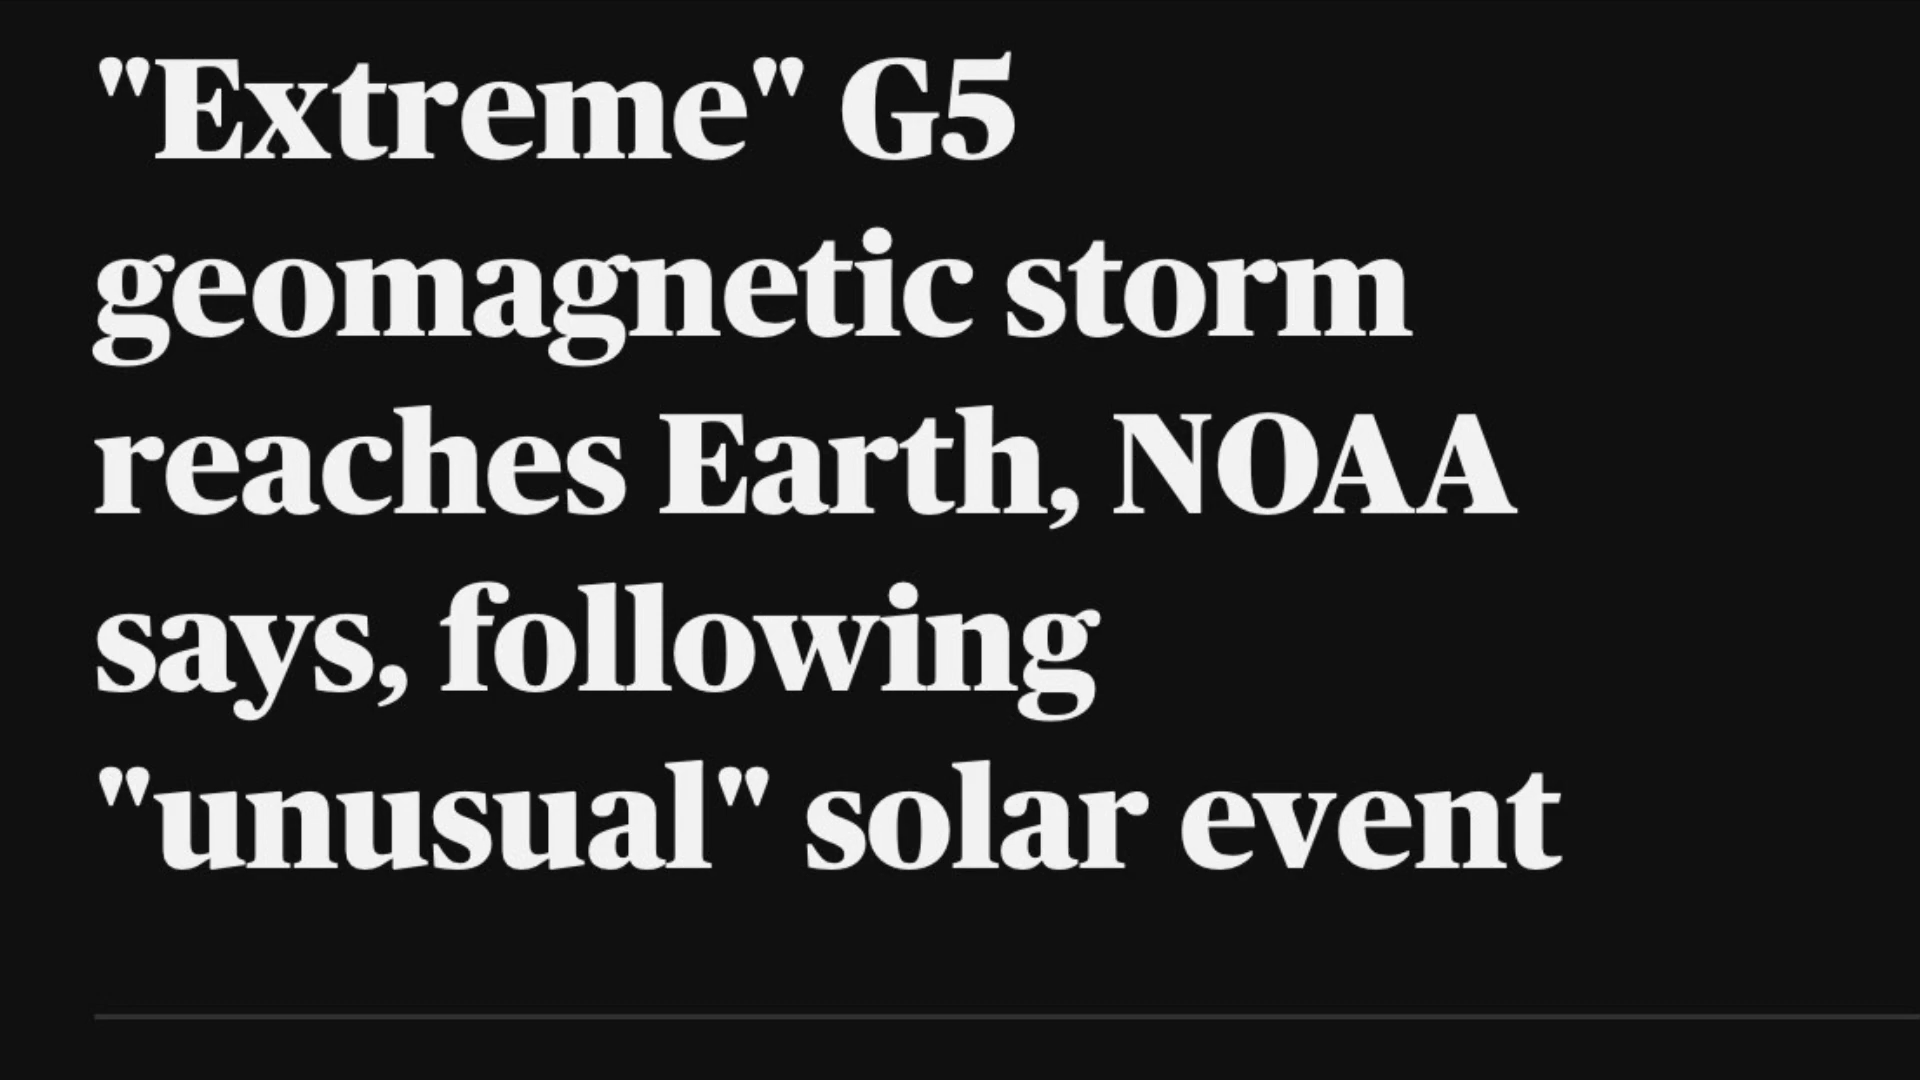 "Extreme" G5
geomagnetic storm
reaches Earth, NOAA
says, following
"unusual" solar event